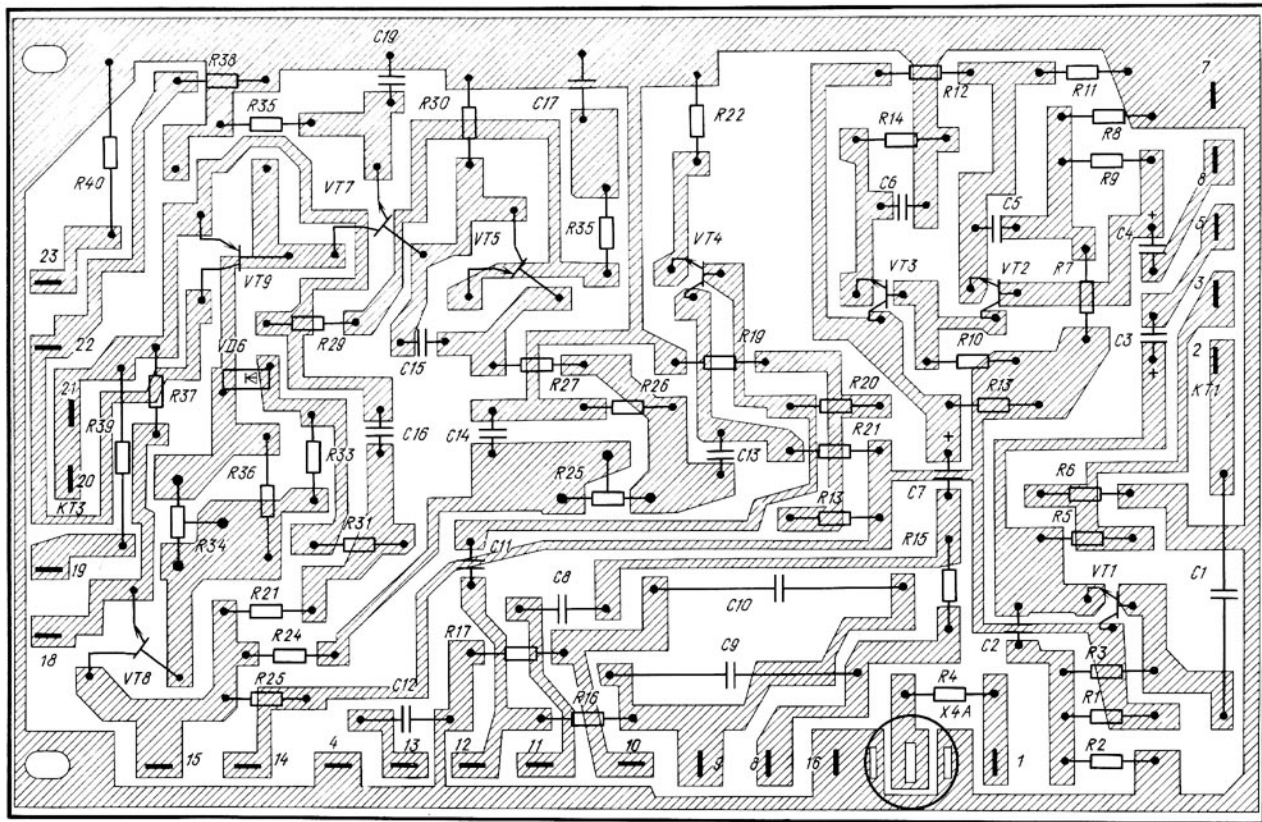 C19
R38
R35
R30
C17
R22
R12
R11
7
R14
R8
R40
R9
8
VT7
C6
C5
5
VT5
R35
VT4
C4
23
VT9
VT3
VT2
R7
3
22
R29
C15
R19
R10
C3
2
VD6
R27
21
R39
R37
R26
R20
R13
KT1
R33
C16
C14
R21
20
R36
R25
C13
C7
R6
KT3
R34
R13
R5
19
R31
C11
R15
R21
C8
C10
VT1
C1
18
R24
R17
C2
VT8
C9
R3
R25
C12
R16
R4
R1
X4A
R2
15
14
4
13
12
11
10
9
8
16
1